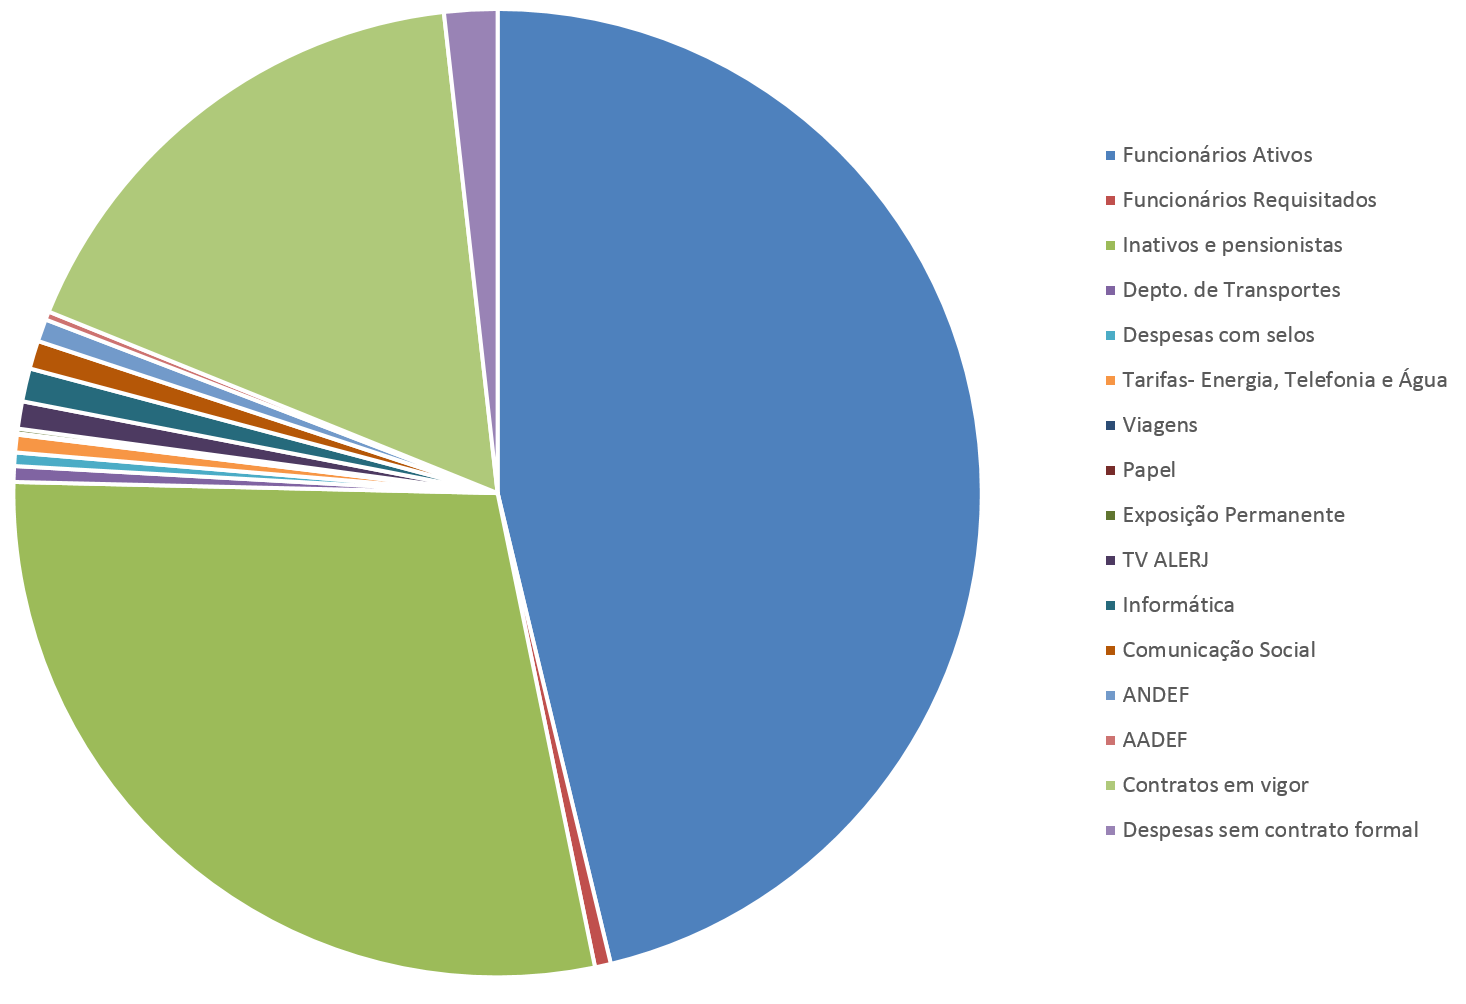 Funcionários Ativos
Funcionários Requisitados
Inativos e pensionistas
Depto. de Transportes
Despesas com selos
Tarifas- Energia, Telefonia e Água
Viagens
Papel
Exposição Permanente
TV ALERJ
Informática
Comunicação Social
ANDEF
AADEF
Contratos em vigor
Despesas sem contrato formal